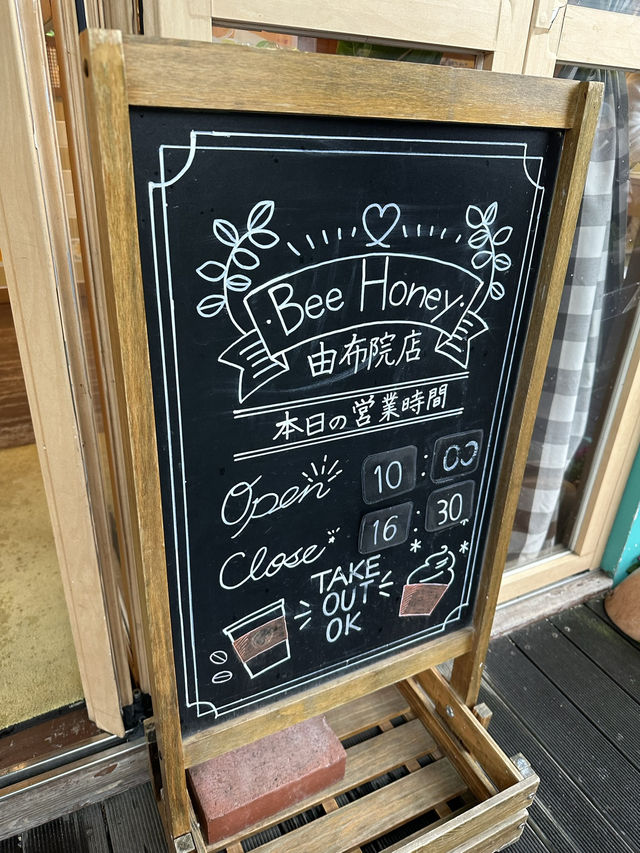 Bee Honey
由布院店
本日の営業時間
Open 10:00
Close 16:30
TAKE
OUT
OK